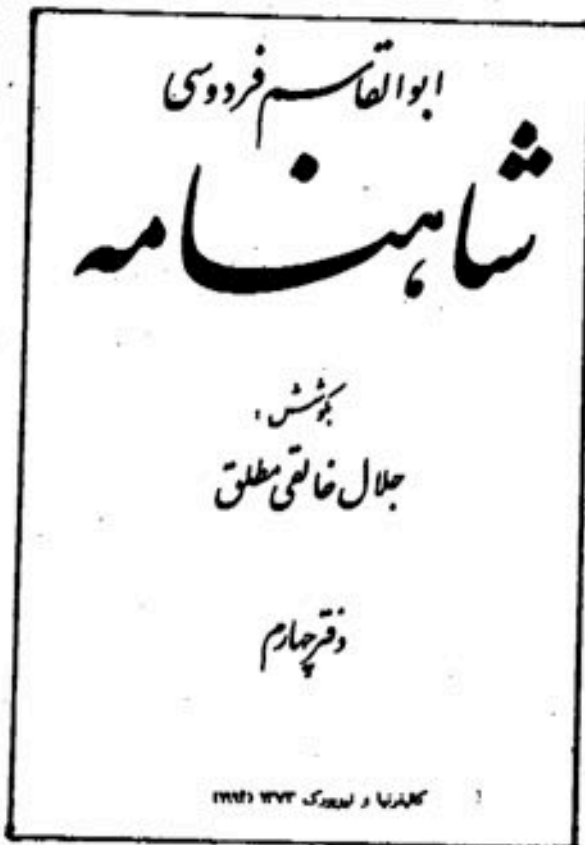 ابوالقاسم فردوسی
شاهنامه
بکوشش:
جلال خالقی مطلق
دفتر چهارم
کالیفرنیا و نیویورک ۱۳۷۳ (۱۹۹۴)